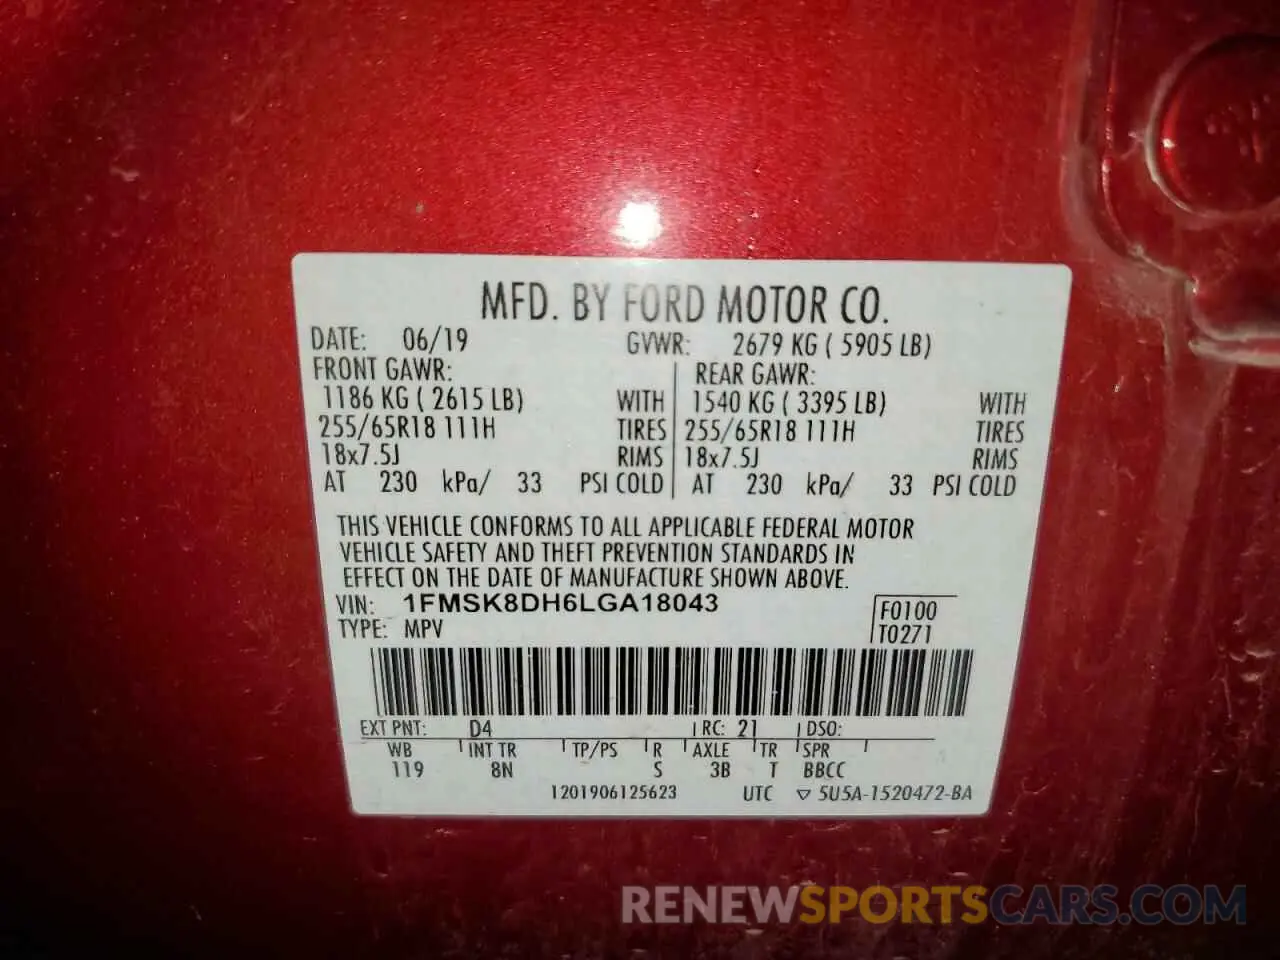 MFD. BY FORD MOTOR CO.
DATE: 06/19 GVWR: 2679 KG ( 5905 LB)
FRONT GAWR: REAR GAWR:
1186 KG ( 2615 LB) WITH 1540 KG ( 3395 LB) WITH
255/65R18 111H TIRES 255/65R18 111H TIRES
18x7.5J RIMS 18x7.5J RIMS
AT 230 kPa/ 33 PSI COLD AT 230 kPa/ 33 PSI COLD
THIS VEHICLE CONFORMS TO ALL APPLICABLE FEDERAL MOTOR
VEHICLE SAFETY AND THEFT PREVENTION STANDARDS IN
EFFECT ON THE DATE OF MANUFACTURE SHOWN ABOVE.
VIN: 1FMSK8DH6LGA18043 F0100
TYPE: MPV T0271
EXT PNT: D4 RC: 21 DSO:
WB INT TR TP/PS R AXLE TR SPR
119 8N S 3B T BBCC
1201906125623 UTC ▽ 5U5A-1520472-BA
RENEWSPORTSCARS.COM